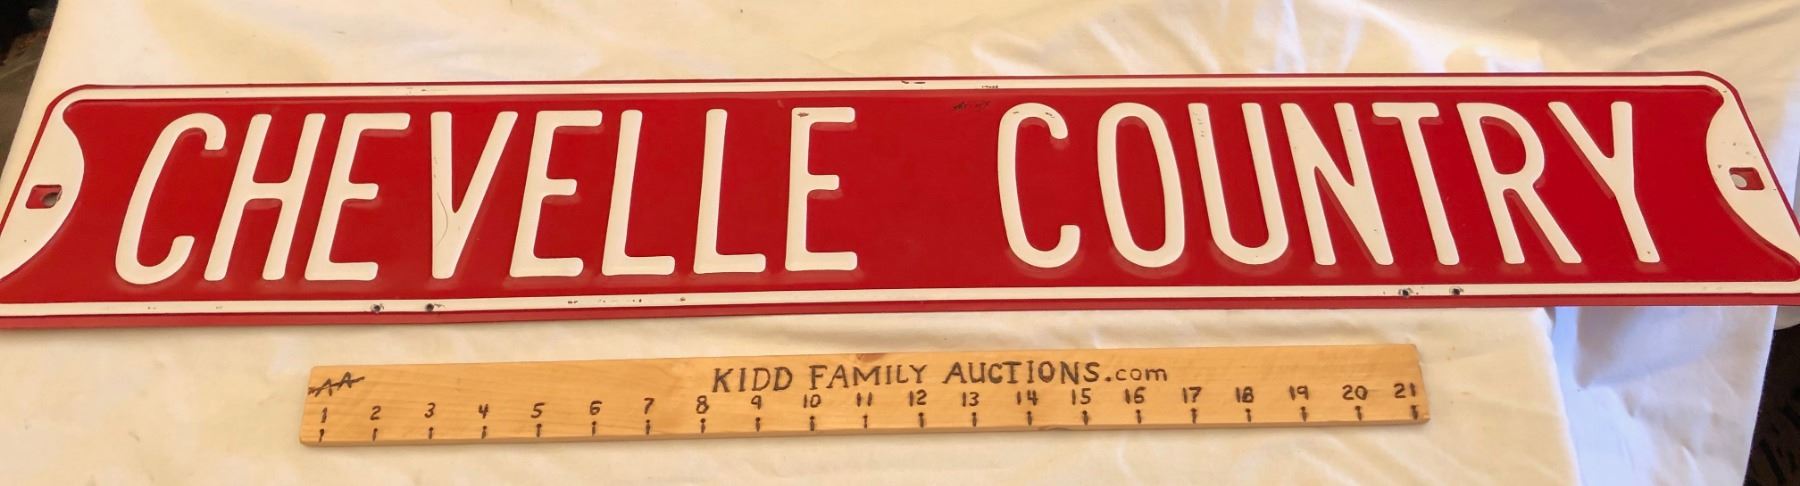 CHEVELLE COUNTRY
KIDD FAMILY AUCTIONS.com
1 2 3 4 5 6 7 8 9 10 11 12 13 14 15 16 17 18 19 20 21